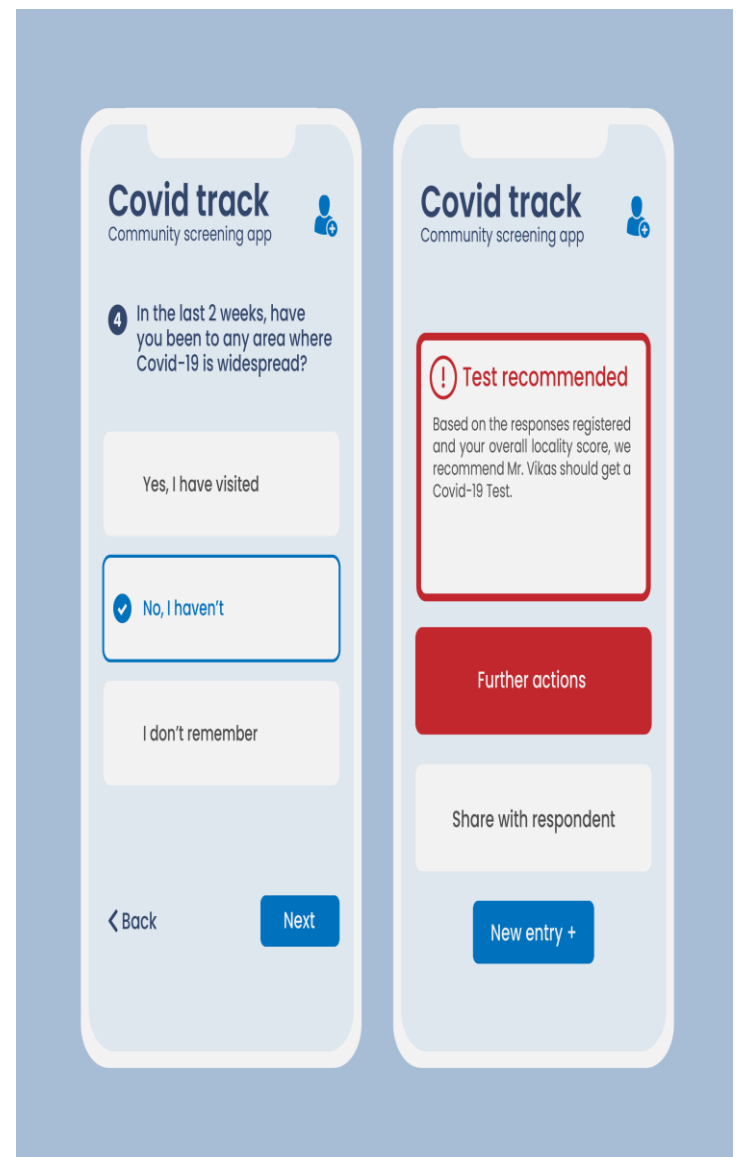 Covid track
Community screening app
4 In the last 2 weeks, have
you been to any area where
Covid-19 is widespread?
Yes, I have visited
No, I haven't
I don't remember
Back
Next
Covid track
Community screening app
! Test recommended
Based on the responses registered
and your overall locality score, we
recommend Mr. Vikas should get a
Covid-19 Test.
Further actions
Share with respondent
New entry +